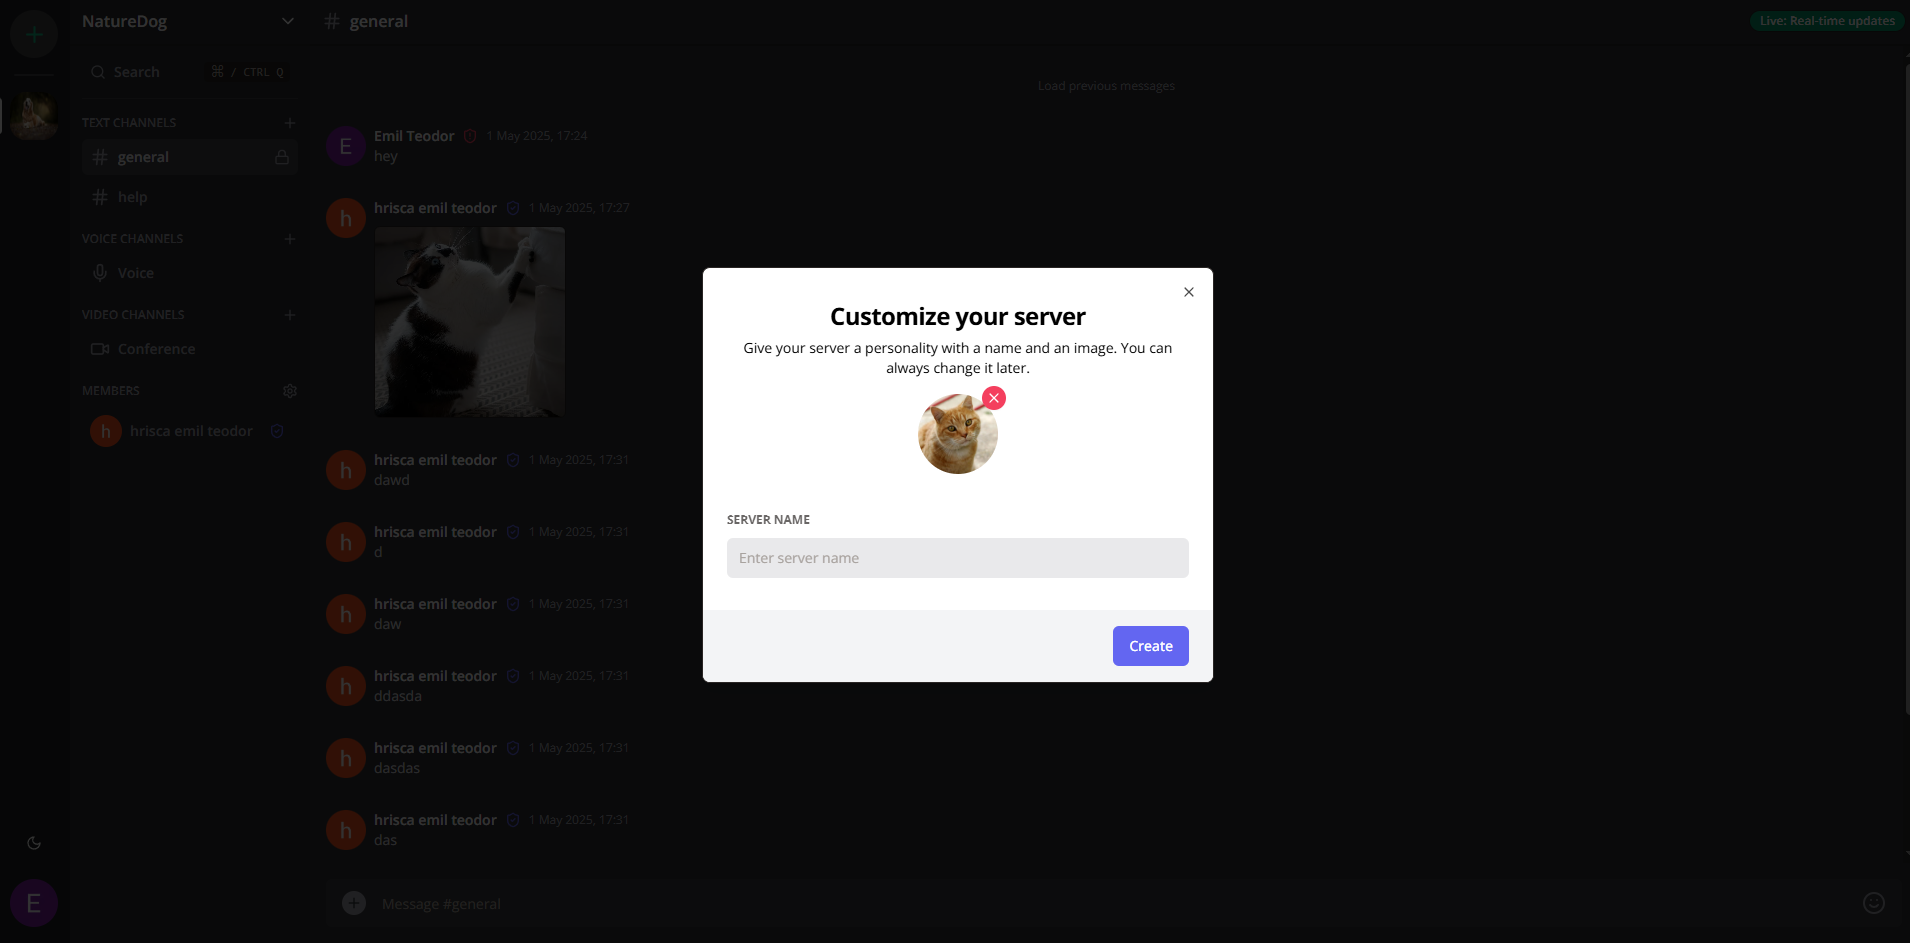 NatureDog
Search
⌘ / CTRL Q
TEXT CHANNELS
general
help
VOICE CHANNELS
Voice
VIDEO CHANNELS
Conference
MEMBERS
h
hrisca emil teodor
E
# general
Live: Real-time updates
Load previous messages
E
Emil Teodor 1 May 2025, 17:24
hey
h
hrisca emil teodor 1 May 2025, 17:27
h
hrisca emil teodor 1 May 2025, 17:31
dawd
h
hrisca emil teodor 1 May 2025, 17:31
d
h
hrisca emil teodor 1 May 2025, 17:31
daw
h
hrisca emil teodor 1 May 2025, 17:31
ddasda
h
hrisca emil teodor 1 May 2025, 17:31
dasdas
h
hrisca emil teodor 1 May 2025, 17:31
das
Message #general
Customize your server
Give your server a personality with a name and an image. You can
always change it later.
SERVER NAME
Enter server name
Create